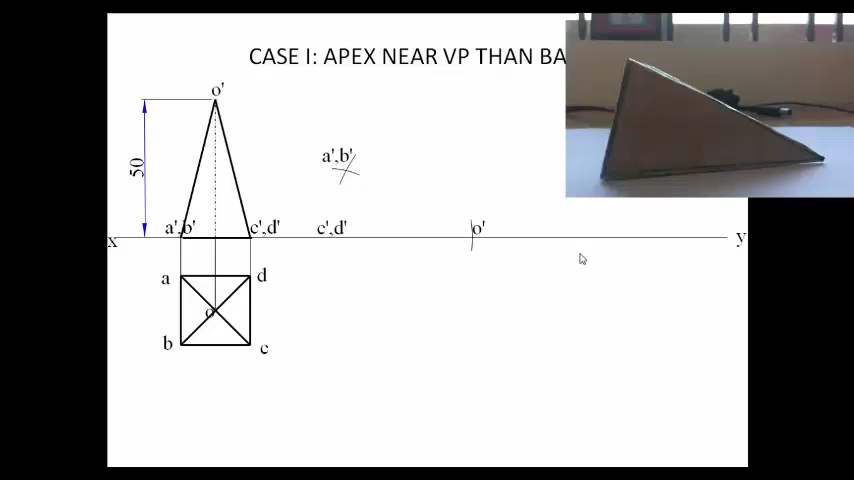 CASE I: APEX NEAR VP THAN BA
o'
50
a',b'
a',b' c',d' c',d' o'
x y
a d
o
b c